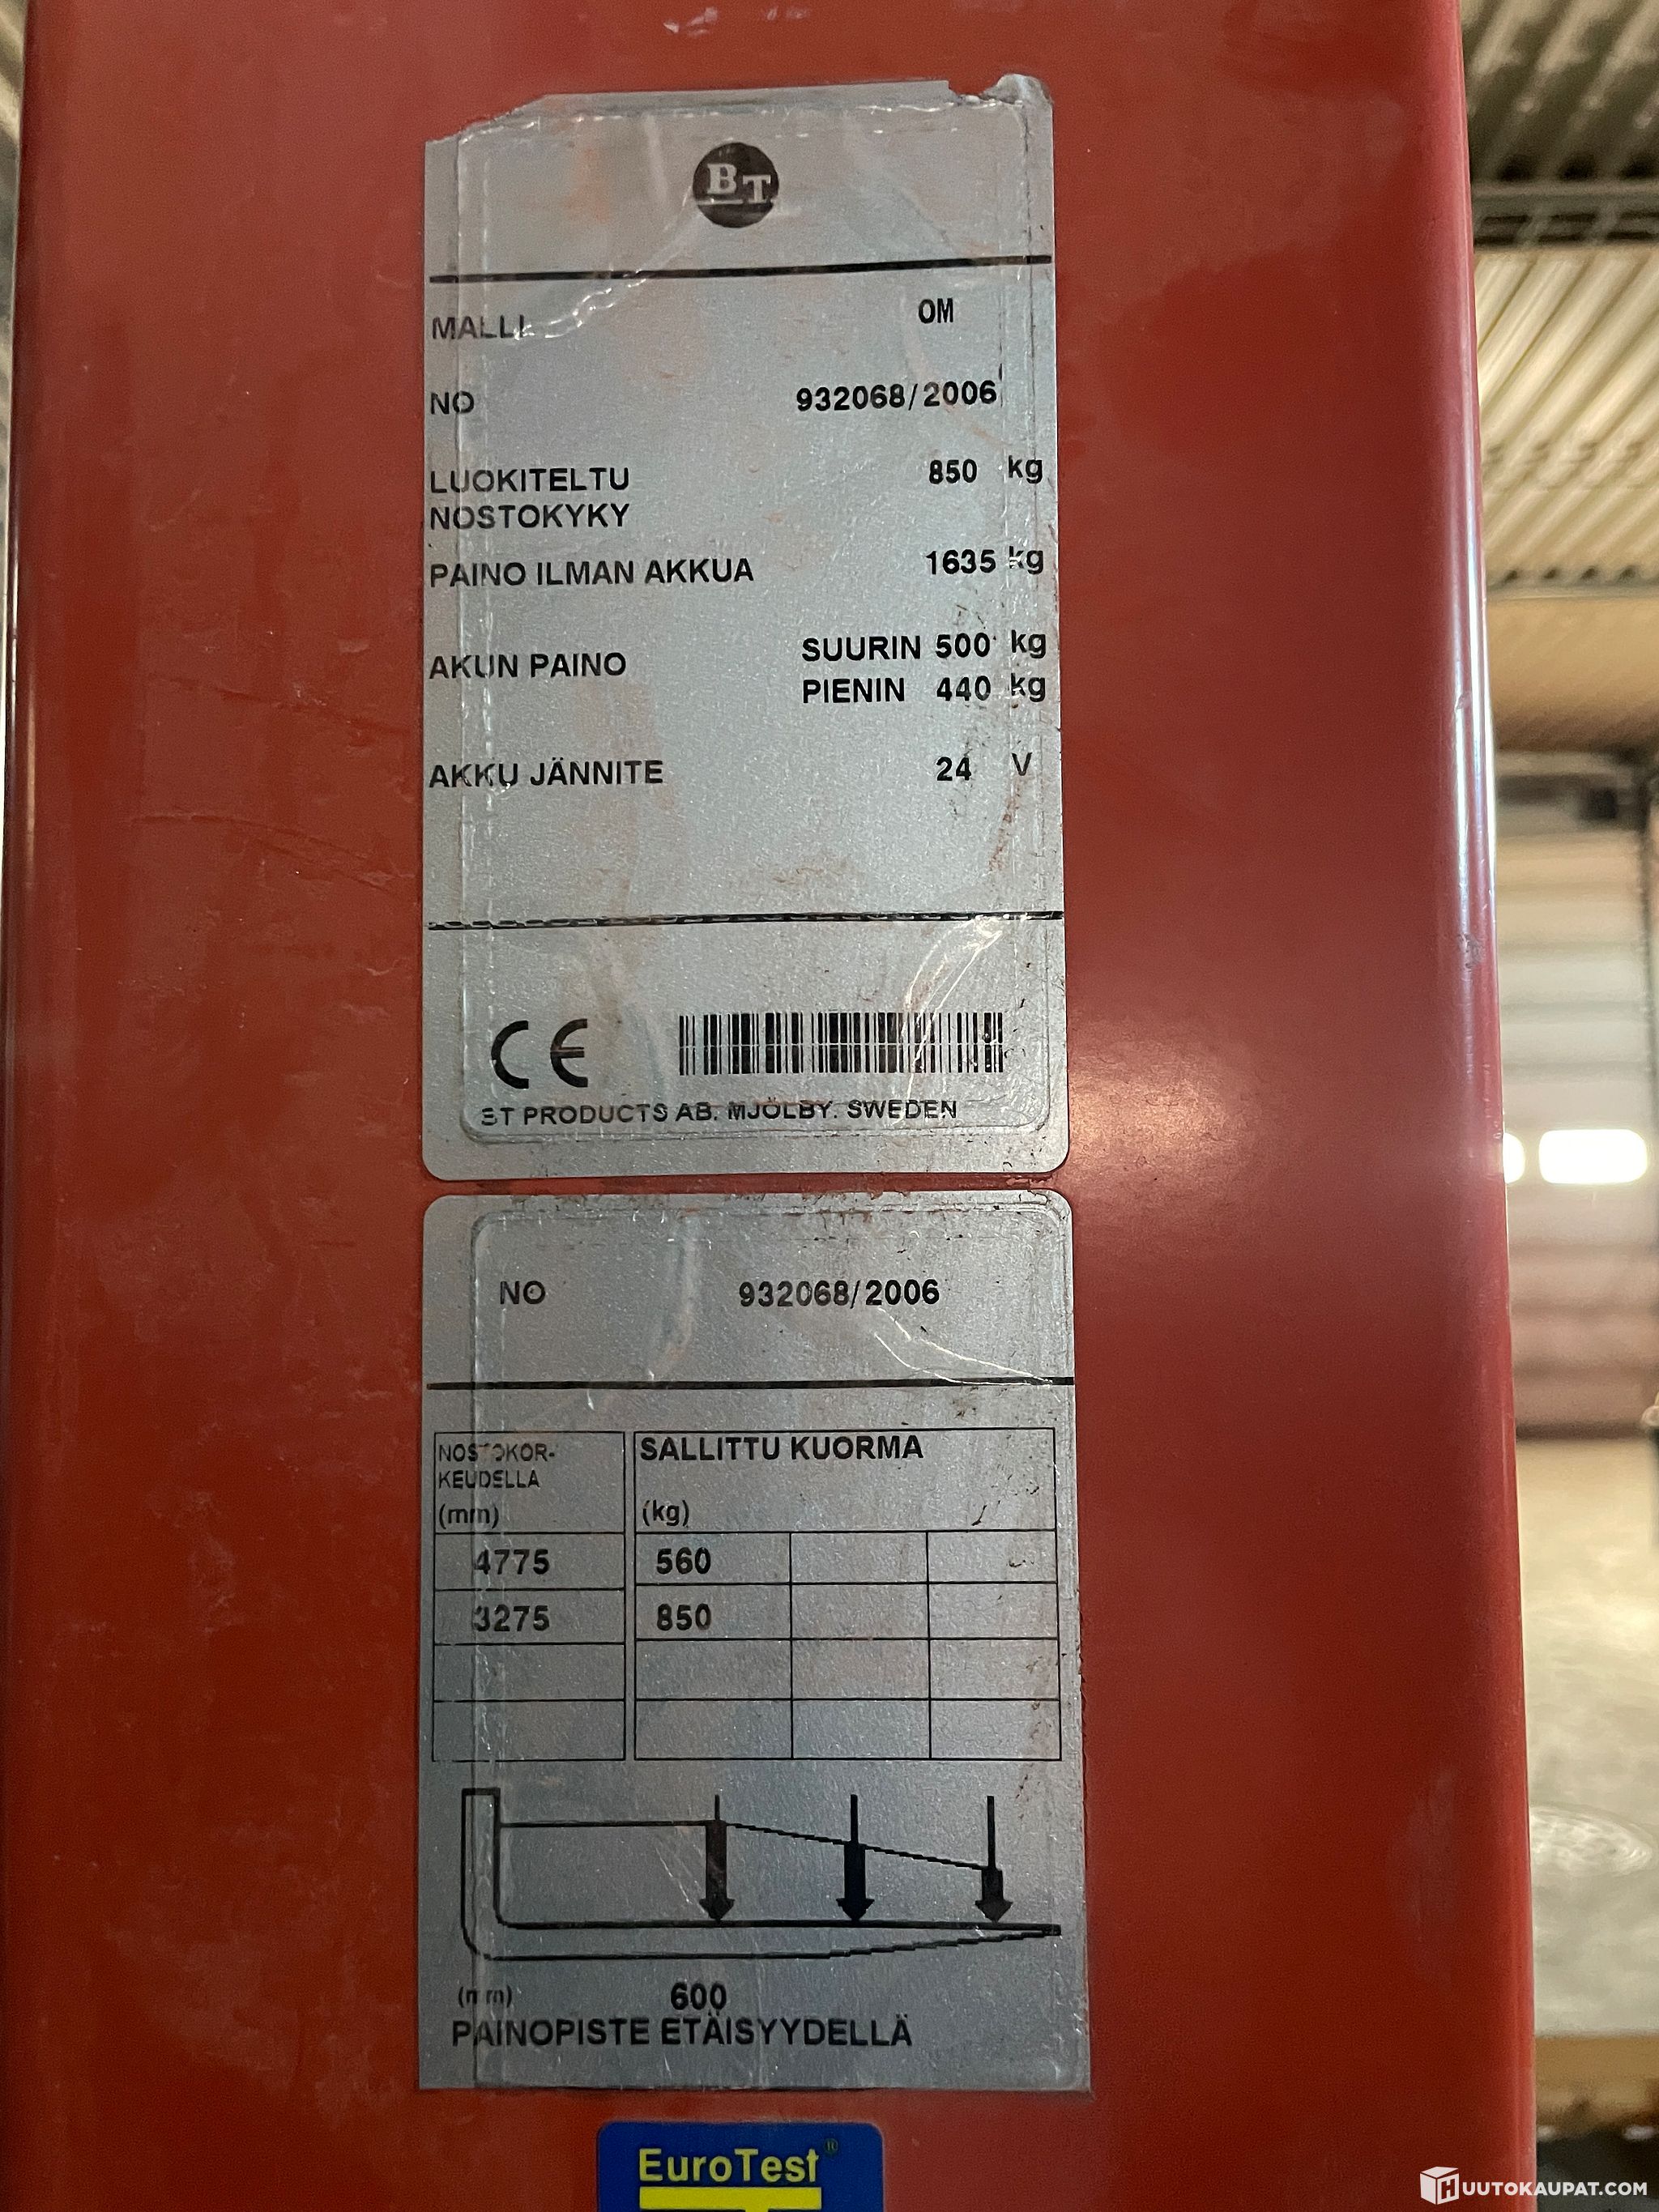 BT
MALLI OM
NO 932068/2006
LUOKITELTU 850 kg
NOSTOKYKY
PAINO ILMAN AKKUA 1635 kg
AKUN PAINO SUURIN 500 kg
PIENIN 440 kg
AKKU JÄNNITE 24 V
CE
BT PRODUCTS AB. MJÖLBY. SWEDEN
NO 932068/2006
NOSTOKOR- SALLITTU KUORMA
KEUDELLA
(mm) (kg)
4775 560
3275 850
(mm) 600
PAINOPISTE ETÄISYYDELLÄ
EuroTest®
HUUTOKAUPAT.COM